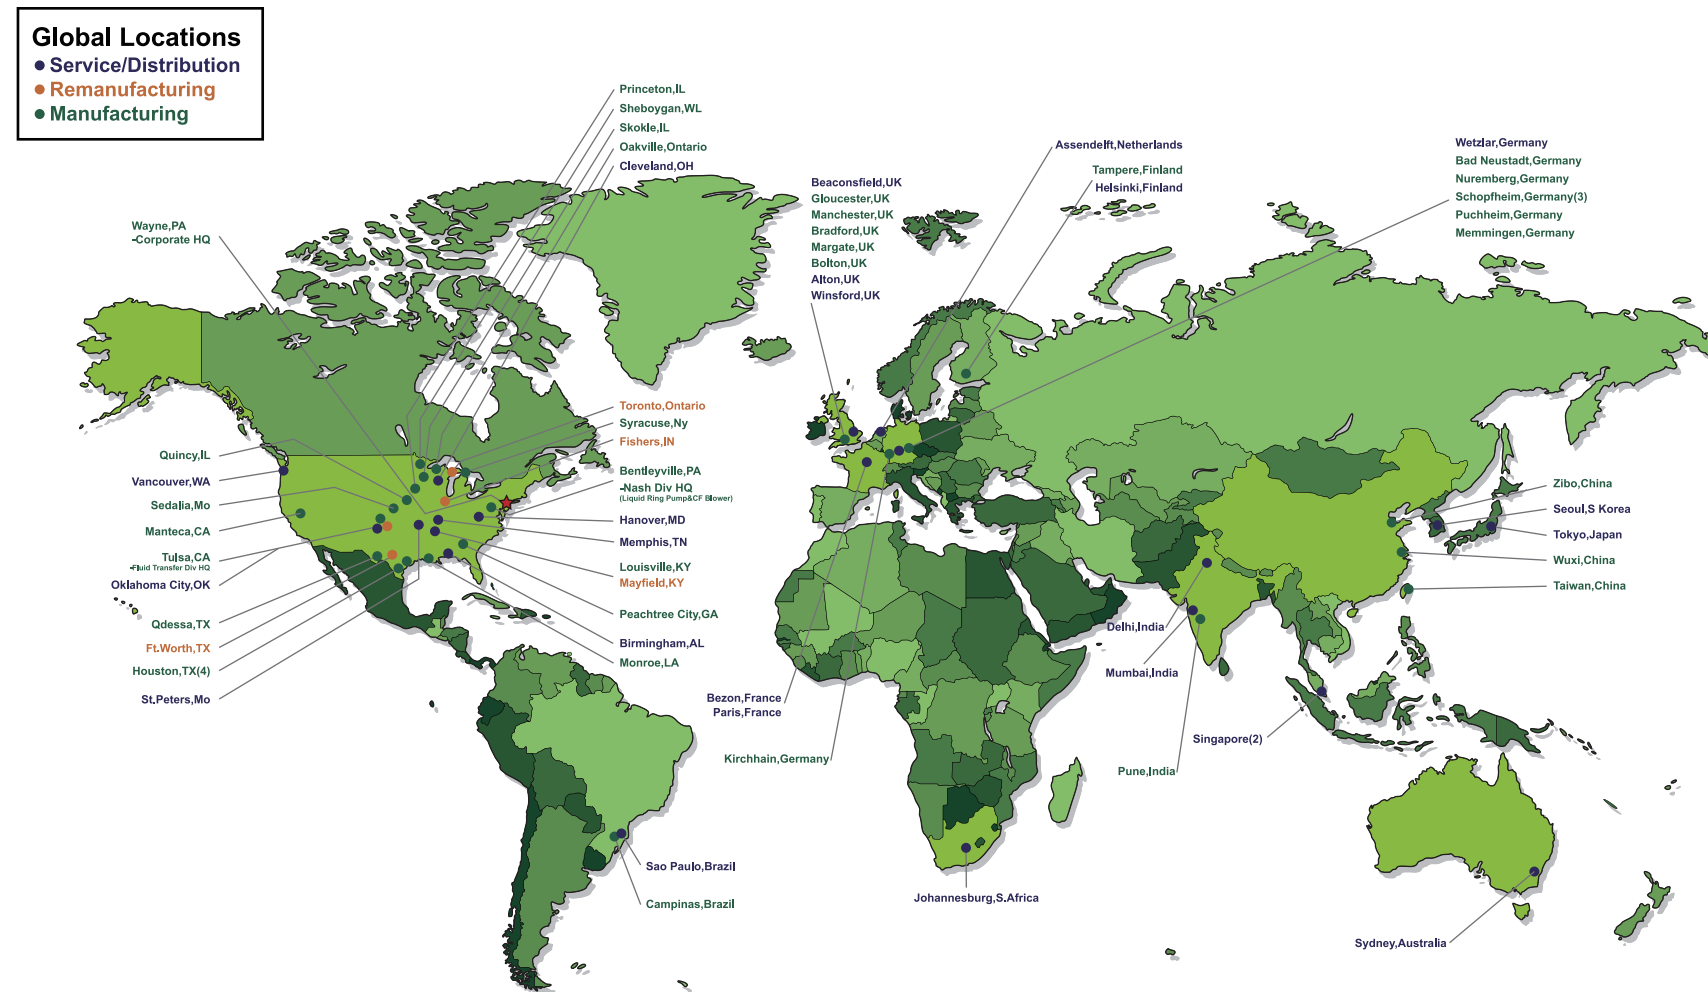 Global Locations
Service/Distribution
Remanufacturing
Manufacturing
Princeton,IL
Sheboygan,WL
Skokle,IL
Oakville,Ontario
Cleveland,OH
Wayne,PA
-Corporate HQ
Beaconsfield,UK
Gloucester,UK
Manchester,UK
Bradford,UK
Margate,UK
Bolton,UK
Alton,UK
Winsford,UK
Assendelft,Netherlands
Tampere,Finland
Helsinki,Finland
Wetzlar,Germany
Bad Neustadt,Germany
Nuremberg,Germany
Schopfheim,Germany(3)
Puchheim,Germany
Memmingen,Germany
Quincy,IL
Vancouver,WA
Sedalia,Mo
Manteca,CA
Tulsa,CA
-Fluid Transfer Div HQ
Oklahoma City,OK
Qdessa,TX
Ft.Worth,TX
Houston,TX(4)
St.Peters,Mo
Toronto,Ontario
Syracuse,Ny
Fishers,IN
Bentleyville,PA
-Nash Div HQ
(Liquid Ring Pump&CF Blower)
Hanover,MD
Memphis,TN
Louisville,KY
Mayfield,KY
Peachtree City,GA
Birmingham,AL
Monroe,LA
Bezon,France
Paris,France
Kirchhain,Germany
Sao Paulo,Brazil
Campinas,Brazil
Johannesburg,S.Africa
Delhi,India
Mumbai,India
Pune,India
Singapore(2)
Zibo,China
Seoul,S Korea
Tokyo,Japan
Wuxi,China
Taiwan,China
Sydney,Australia